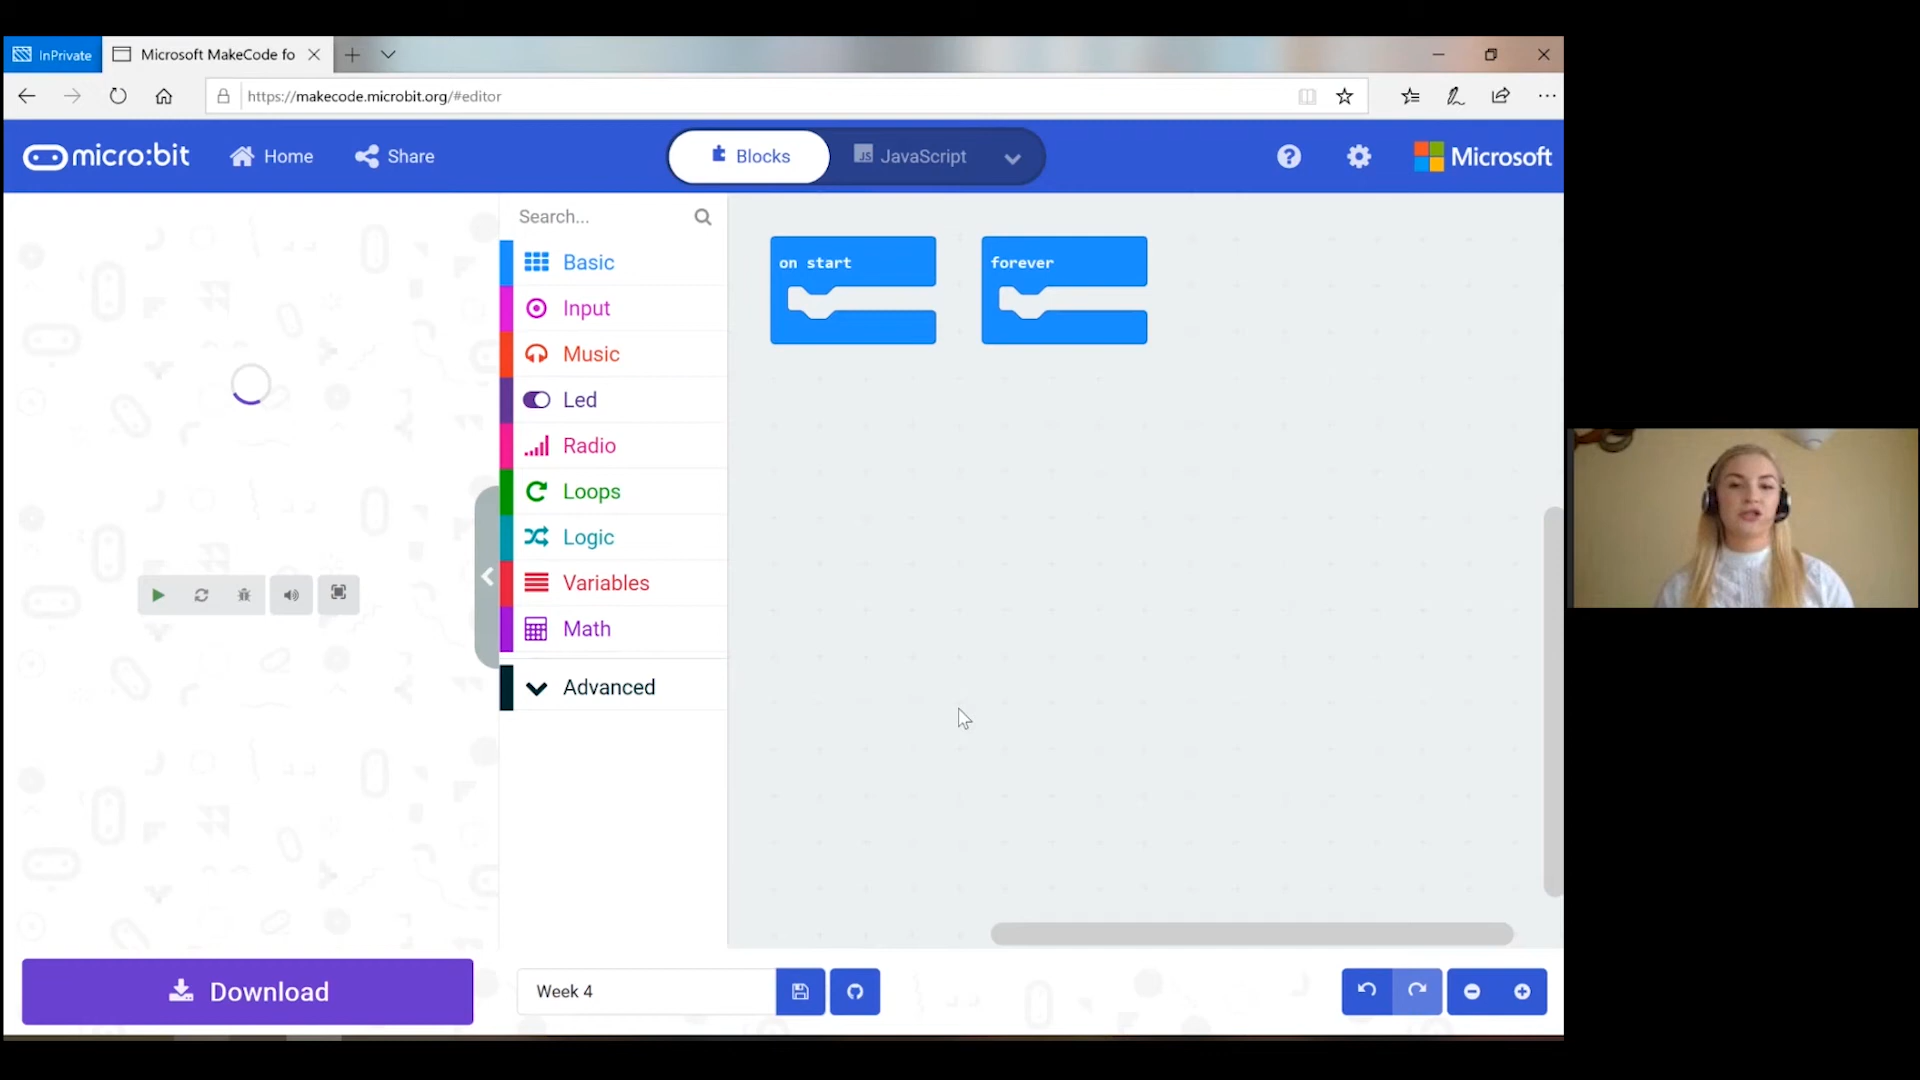 InPrivate
Microsoft MakeCode fo
https://makecode.microbit.org/#editor
micro:bit
Home
Share
Blocks
JS
JavaScript
Microsoft
Search...
Basic
Input
Music
Led
Radio
Loops
Logic
Variables
Math
Advanced
on start
forever
Download
Week 4